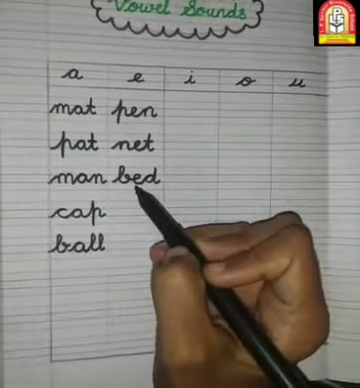 Vowel Sounds
a e i o u
mat pen
pat net
man bed
cap
ball